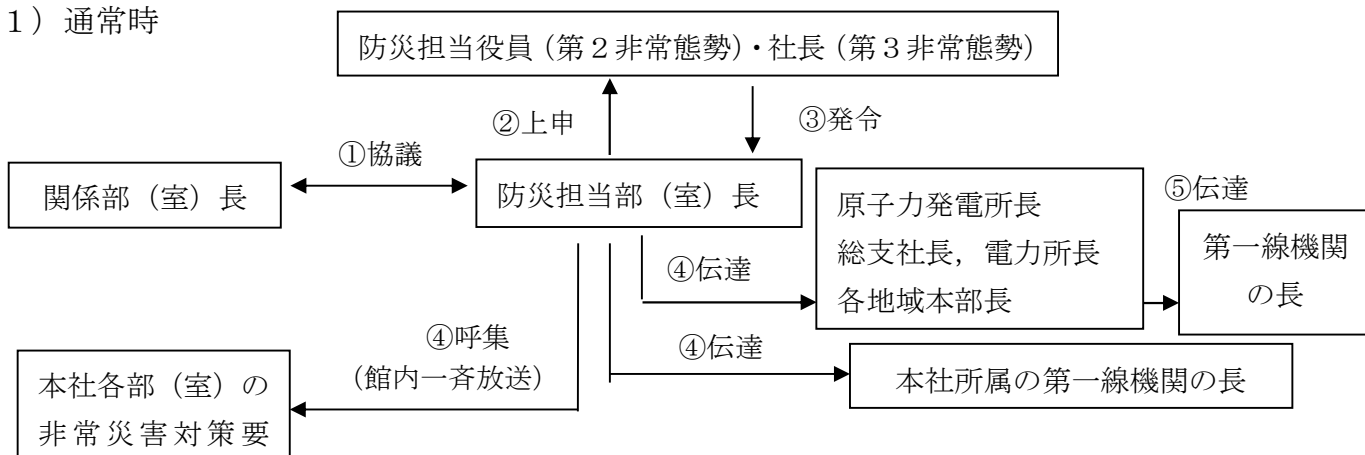 １）通常時
防災担当役員（第２非常態勢）・社長（第３非常態勢）
②上申
③発令
①協議
関係部（室）長
防災担当部（室）長
原子力発電所長
総支社長，電力所長
各地域本部長
⑤伝達
第一線機関
の長
④伝達
④呼集
（館内一斉放送）
④伝達
本社各部（室）の
非常災害対策要
本社所属の第一線機関の長